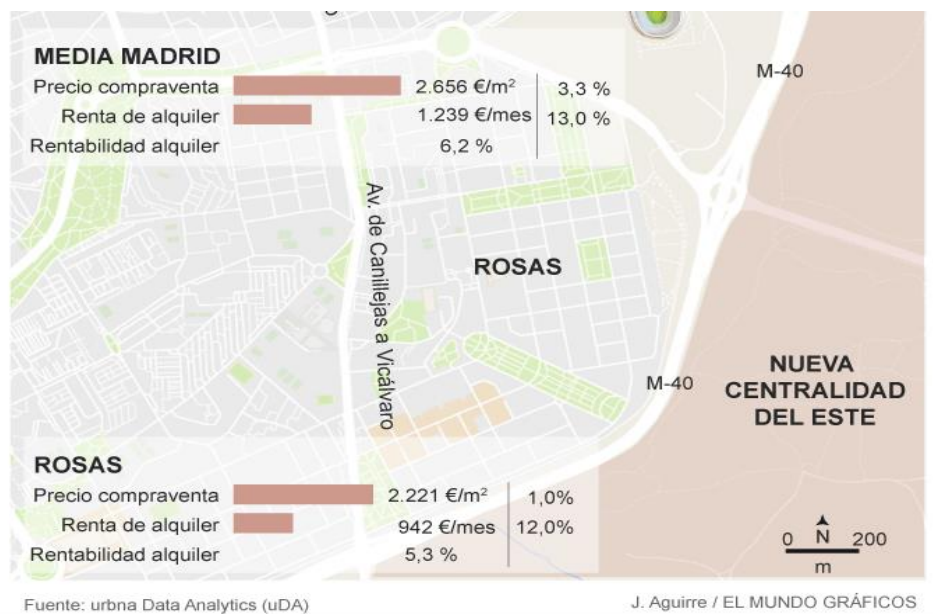 MEDIA MADRID
Precio compraventa 2.656 €/m² 3,3 %
Renta de alquiler 1.239 €/mes 13,0 %
Rentabilidad alquiler 6,2 %
M-40
Av. de Canillejas a Vicálvaro
ROSAS
M-40
NUEVA
CENTRALIDAD
DEL ESTE
ROSAS
Precio compraventa 2.221 €/m² 1,0%
Renta de alquiler 942 €/mes 12,0%
Rentabilidad alquiler 5,3 %
0 N 200
m
Fuente: urbna Data Analytics (uDA)
J. Aguirre / EL MUNDO GRÁFICOS